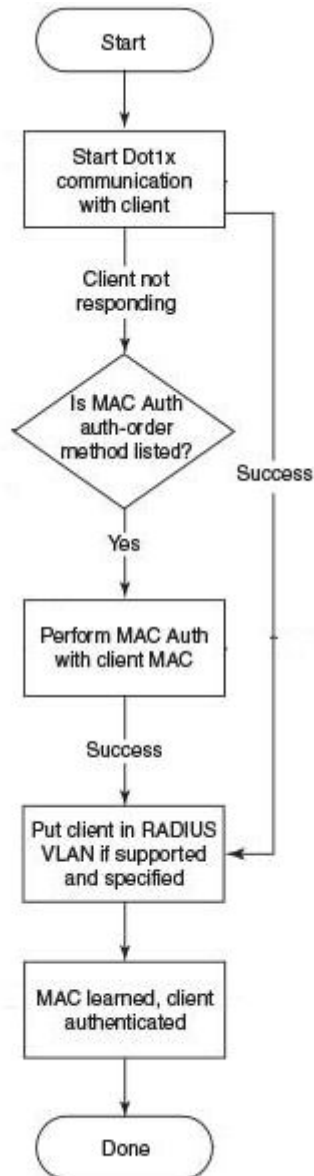 Start
Start Dot1x
communication
with client
Client not
responding
Is MAC Auth
auth-order
method listed?
Success
Yes
Perform MAC Auth
with client MAC
Success
Put client in RADIUS
VLAN if supported
and specified
MAC learned, client
authenticated
Done